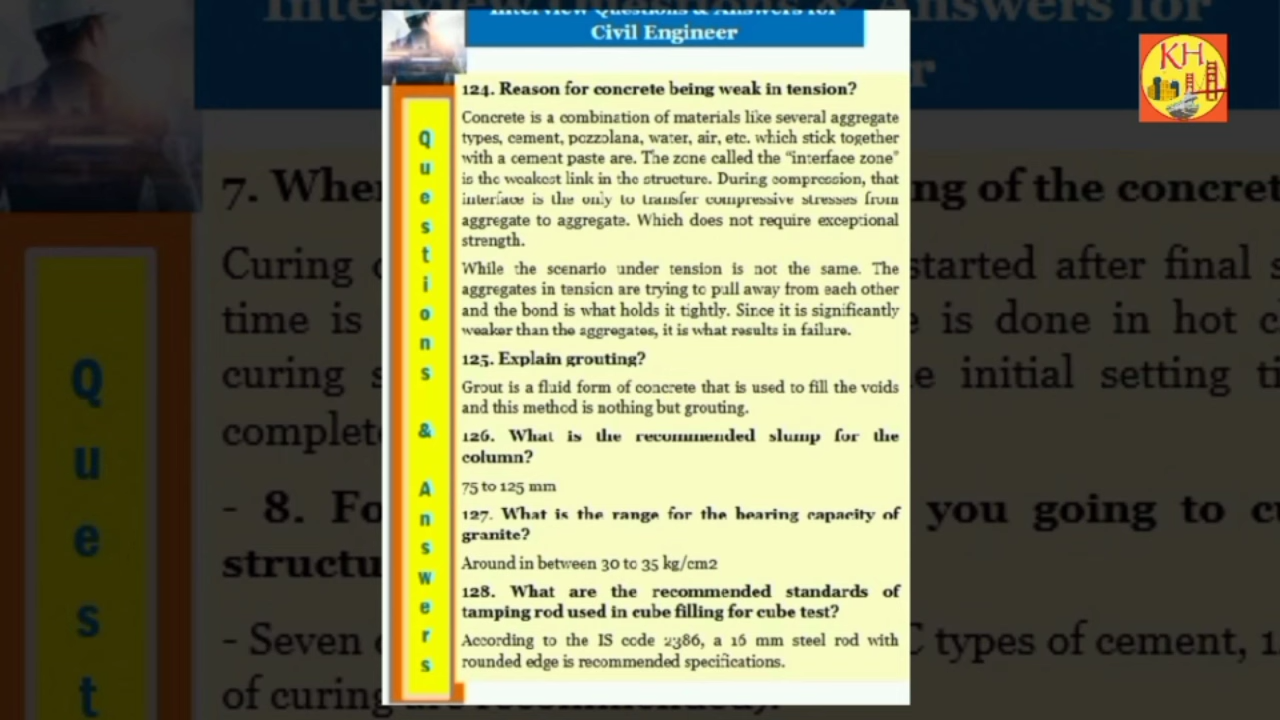 Interview Questions & Answers for
Civil Engineer
KH
124. Reason for concrete being weak in tension?
Concrete is a combination of materials like several aggregate
types, cement, pozzolana, water, air, etc. which stick together
with a cement paste are. The zone called the "interface zone"
is the weakest link in the structure. During compression, that
interface is the only to transfer compressive stresses from
aggregate to aggregate. Which does not require exceptional
strength.
While the scenario under tension is not the same. The
aggregates in tension are trying to pull away from each other
and the bond is what holds it tightly. Since it is significantly
weaker than the aggregates, it is what results in failure.
125. Explain grouting?
Grout is a fluid form of concrete that is used to fill the voids
and this method is nothing but grouting.
126. What is the recommended slump for the
column?
75 to 125 mm
127. What is the range for the bearing capacity of
granite?
Around in between 30 to 35 kg/cm2
128. What are the recommended standards of
tamping rod used in cube filling for cube test?
According to the IS code 2386, a 16 mm steel rod with
rounded edge is recommended specifications.
Questions & Answers
7. Whe
ng of the concret
Curing
started after final s
time is
e is done in hot c
curing s
e initial setting ti
complet
- 8. Fo
you going to cu
structu
- Seven
C types of cement, 1
of curing are recommended).
Quest